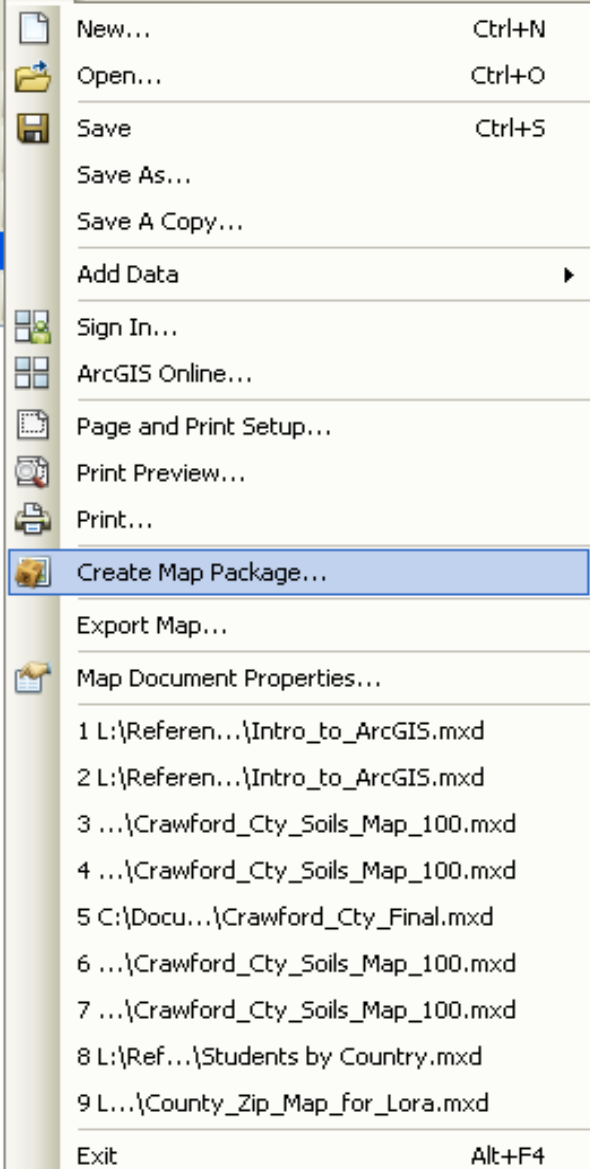 New... Ctrl+N
Open... Ctrl+O
Save Ctrl+S
Save As...
Save A Copy...
Add Data
Sign In...
ArcGIS Online...
Page and Print Setup...
Print Preview...
Print...
Create Map Package...
Export Map...
Map Document Properties...
1 L:\Referen...\Intro_to_ArcGIS.mxd
2 L:\Referen...\Intro_to_ArcGIS.mxd
3 ...\Crawford_Cty_Soils_Map_100.mxd
4 ...\Crawford_Cty_Soils_Map_100.mxd
5 C:\Docu...\Crawford_Cty_Final.mxd
6 ...\Crawford_Cty_Soils_Map_100.mxd
7 ...\Crawford_Cty_Soils_Map_100.mxd
8 L:\Ref...\Students by Country.mxd
9 L...\County_Zip_Map_for_Lora.mxd
Exit Alt+F4